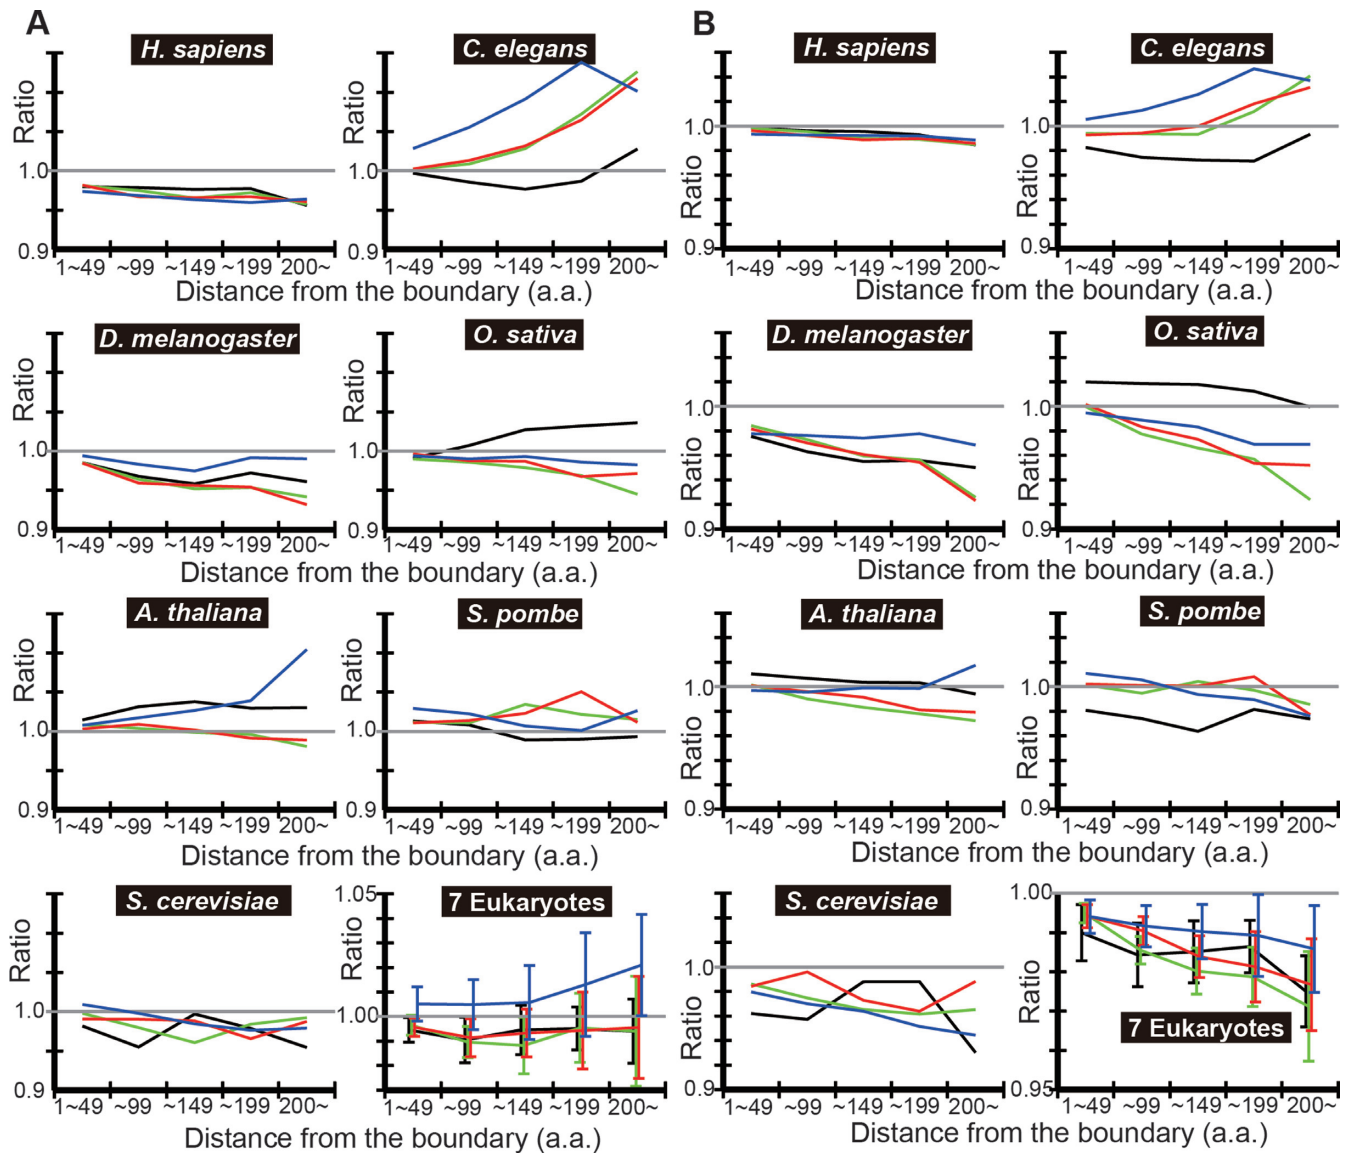 A
B
H. sapiens
C. elegans
H. sapiens
C. elegans
Ratio
1.0
0.9
1~49 ~99 ~149 ~199 200~
Ratio
1.0
0.9
1~49 ~99 ~149 ~199 200~
Distance from the boundary (a.a.)
1.0
Ratio
0.9
1~49 ~99 ~149 ~199 200~
1.0
Ratio
0.9
1~49 ~99 ~149 ~199 200~
Distance from the boundary (a.a.)
D. melanogaster
O. sativa
D. melanogaster
O. sativa
Ratio
1.0
0.9
1~49 ~99 ~149 ~199 200~
Ratio
1.0
0.9
1~49 ~99 ~149 ~199 200~
Distance from the boundary (a.a.)
1.0
Ratio
0.9
1~49 ~99 ~149 ~199 200~
1.0
Ratio
0.9
1~49 ~99 ~149 ~199 200~
Distance from the boundary (a.a.)
A. thaliana
S. pombe
A. thaliana
S. pombe
Ratio
1.0
0.9
1~49 ~99 ~149 ~199 200~
Ratio
1.0
0.9
1~49 ~99 ~149 ~199 200~
Distance from the boundary (a.a.)
1.0
Ratio
0.9
1~49 ~99 ~149 ~199 200~
1.0
Ratio
0.9
1~49 ~99 ~149 ~199 200~
Distance from the boundary (a.a.)
S. cerevisiae
7 Eukaryotes
S. cerevisiae
7 Eukaryotes
Ratio
1.0
0.9
1~49 ~99 ~149 ~199 200~
1.05
Ratio
1.00
0.9
1~49 ~99 ~149 ~199 200~
Distance from the boundary (a.a.)
1.0
Ratio
0.9
1~49 ~99 ~149 ~199 200~
1.00
Ratio
0.95
1~49 ~99 ~149 ~199 200~
Distance from the boundary (a.a.)